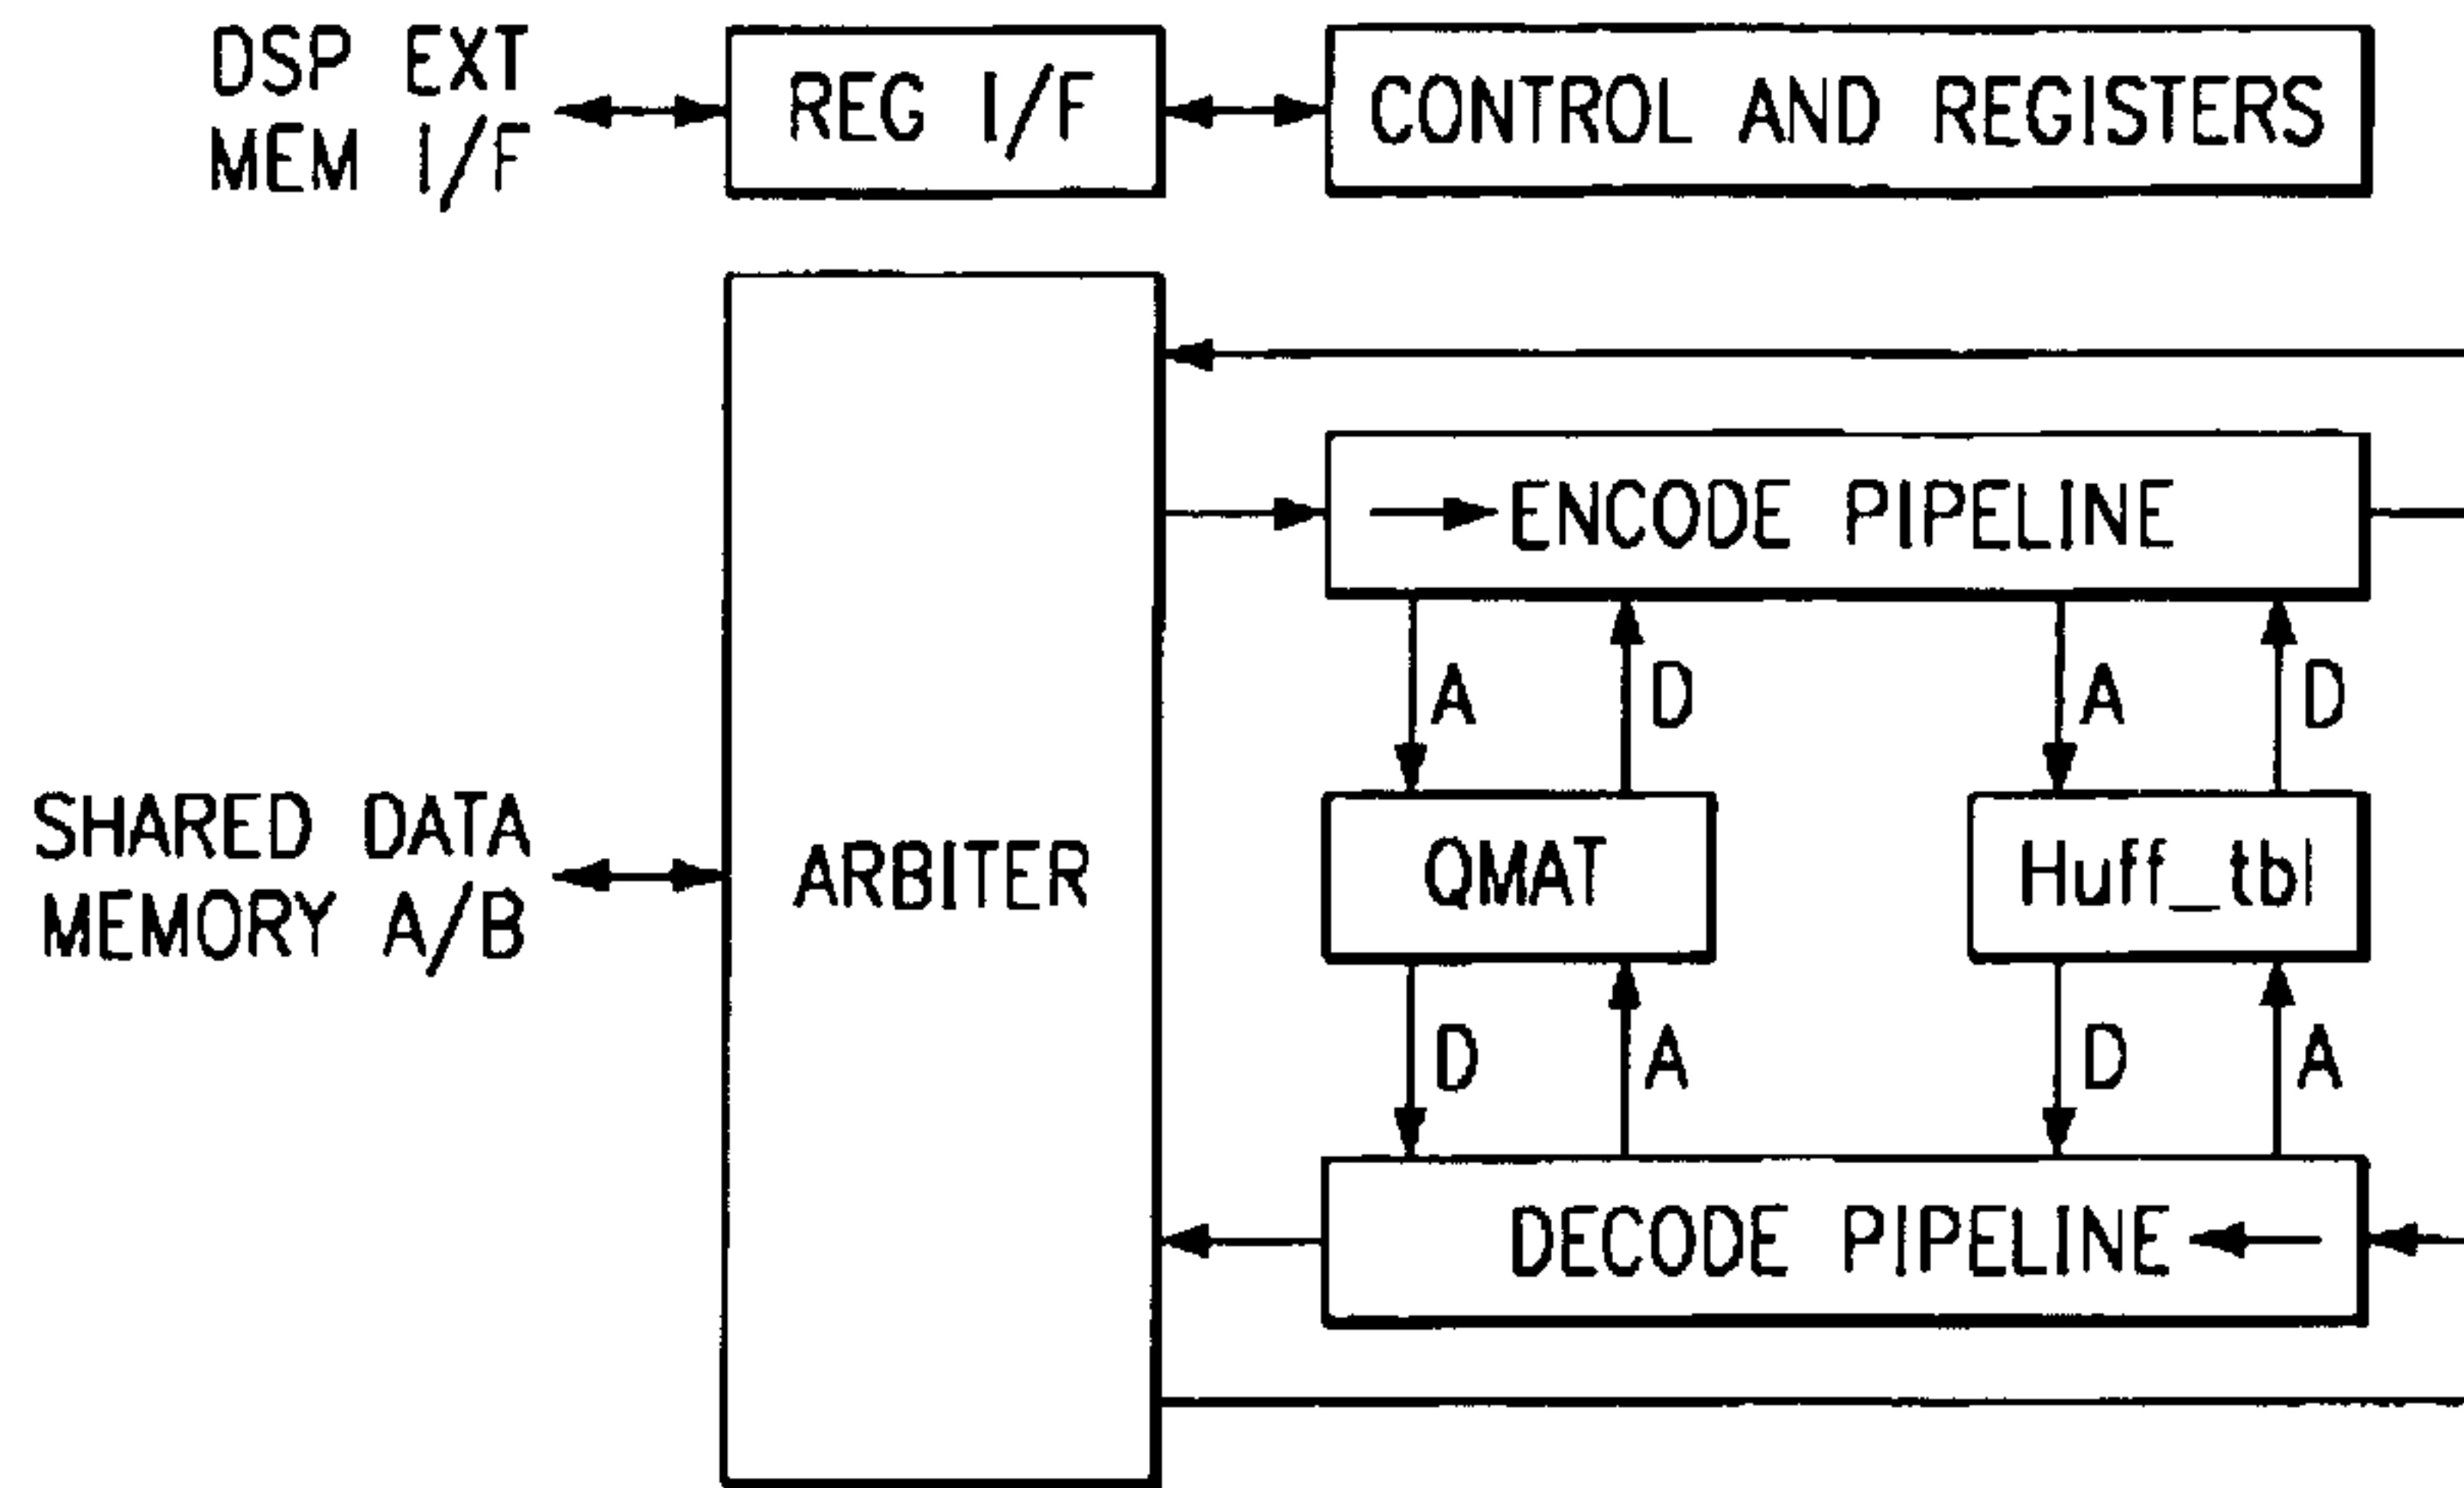 DSP EXT
MEM I/F
REG I/F
CONTROL AND REGISTERS
ENCODE PIPELINE
A
D
A
D
SHARED DATA
MEMORY A/B
ARBITER
QMAT
Huff_tbl
D
A
D
A
DECODE PIPELINE